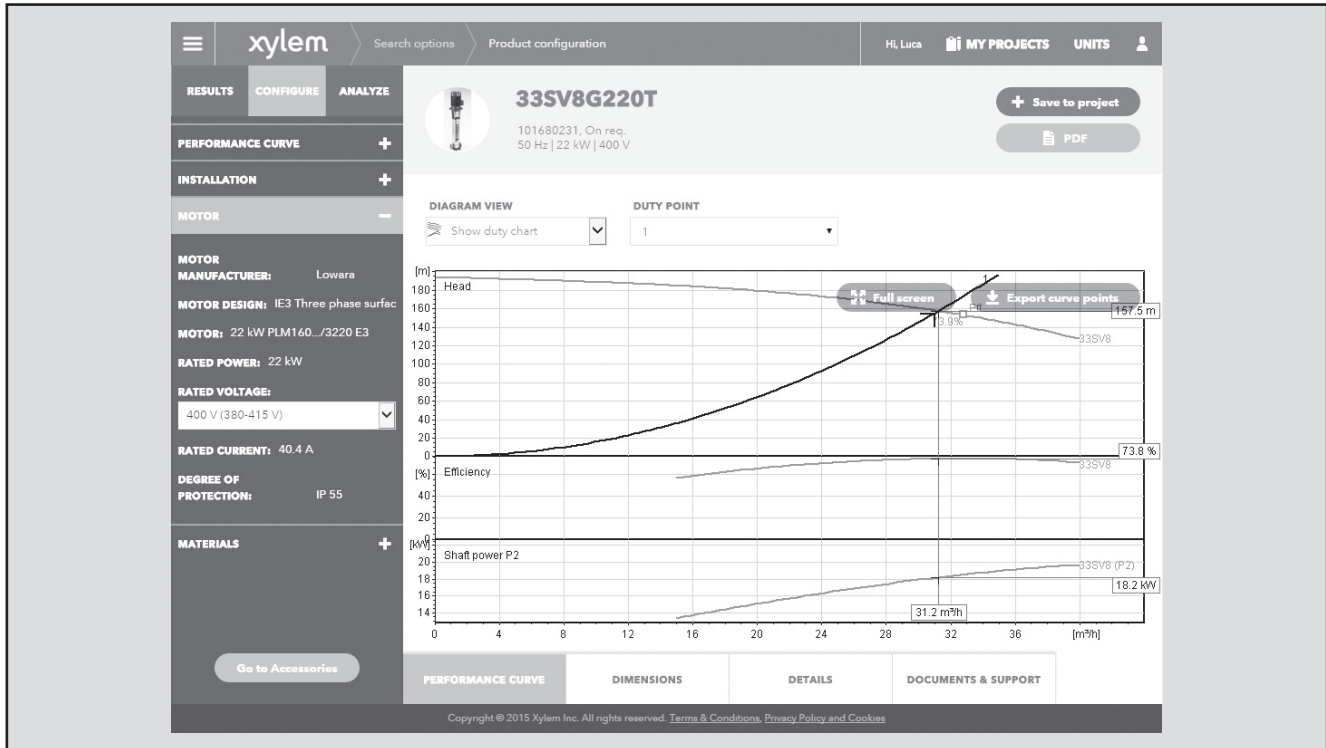 xylem
Search options
Product configuration
Hi, Luca
MY PROJECTS
UNITS
RESULTS
CONFIGURE
ANALYZE
33SV8G220T
101680231, On req.
50 Hz | 22 kW | 400 V
+ Save to project
PDF
PERFORMANCE CURVE +
INSTALLATION +
MOTOR −
MOTOR
MANUFACTURER: Lowara
MOTOR DESIGN: IE3 Three phase surfac
MOTOR: 22 kW PLM160.../3220 E3
RATED POWER: 22 kW
RATED VOLTAGE:
400 V (380-415 V)
RATED CURRENT: 40.4 A
DEGREE OF
PROTECTION: IP 55
MATERIALS +
Go to Accessories
DIAGRAM VIEW
Show duty chart
DUTY POINT
1
[m]
Head
180
160
140
120
100
80
60
40
20
0
1
Full screen
Export curve points
Eff
157.5 m
3.9%
33SV8
73.8 %
[%]
Efficiency
33SV8
40
20
0
[kW]
Shaft power P2
20
18
16
14
33SV8 (P2)
18.2 kW
31.2 m³/h
0 4 8 12 16 20 24 28 32 36 [m³/h]
PERFORMANCE CURVE
DIMENSIONS
DETAILS
DOCUMENTS & SUPPORT
Copyright © 2015 Xylem Inc. All rights reserved. Terms & Conditions, Privacy Policy and Cookies